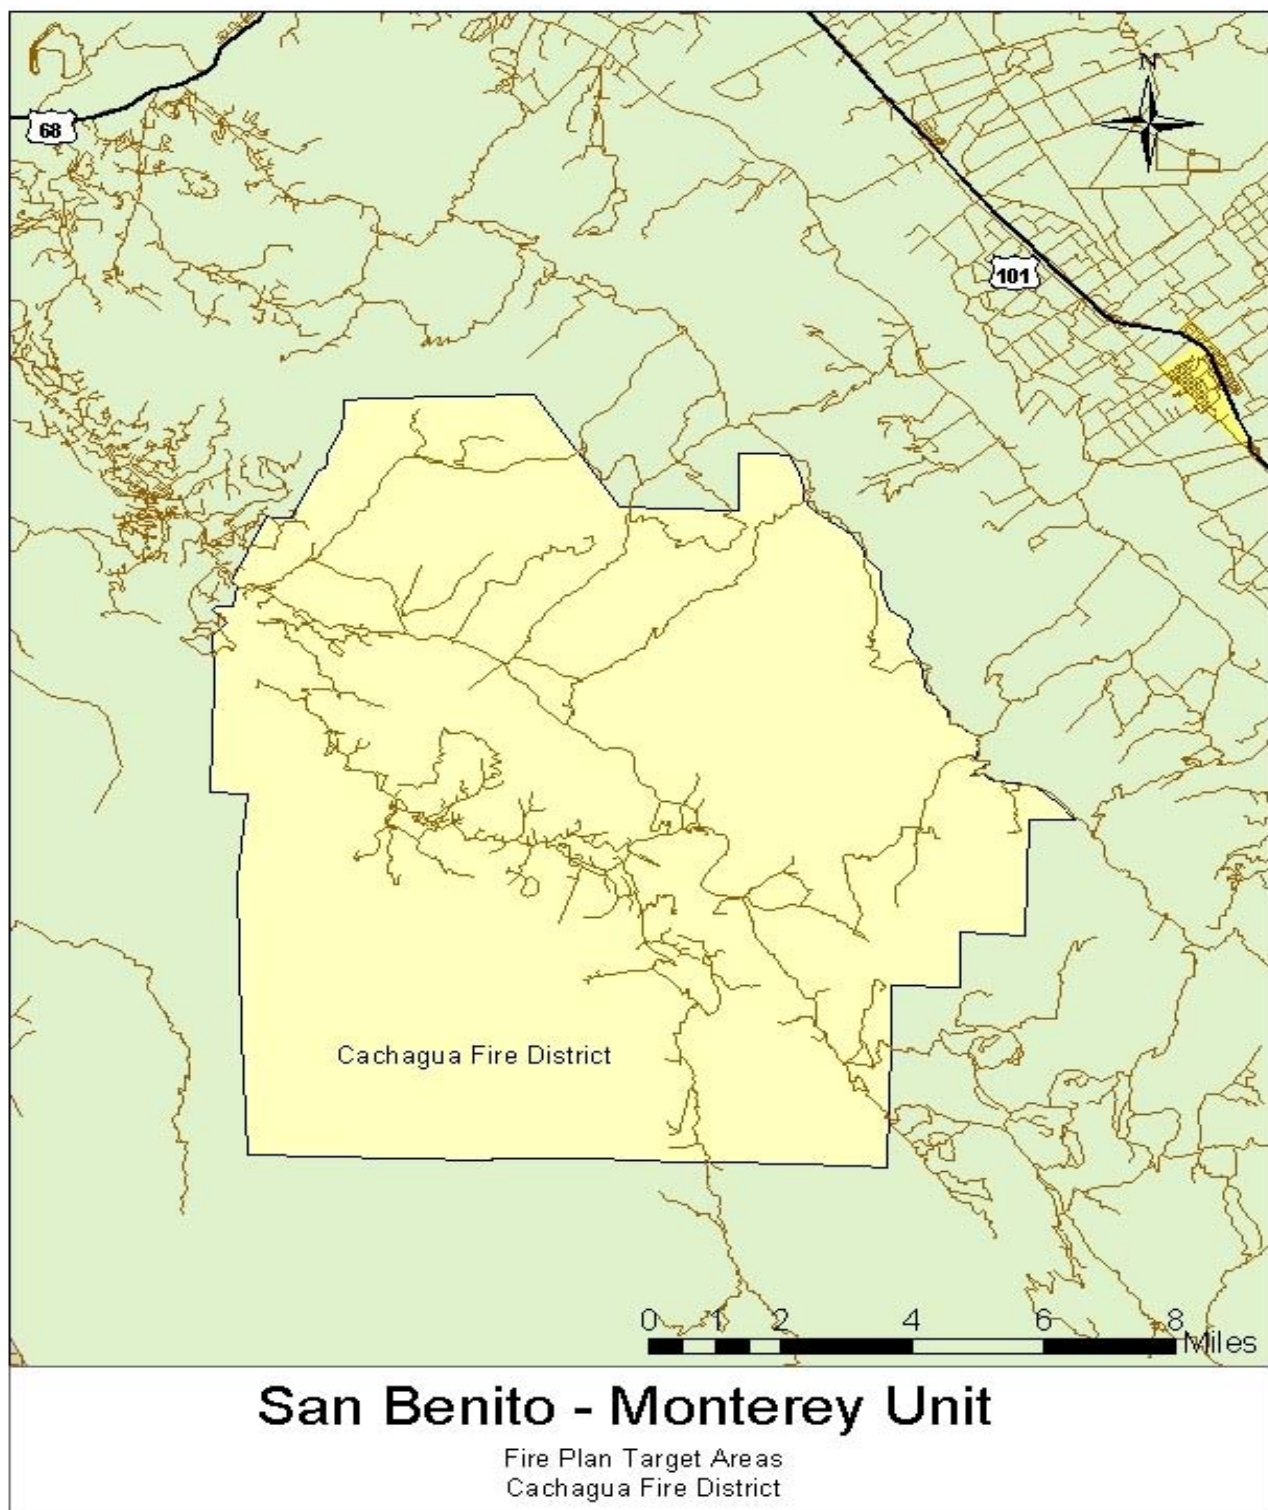 N
68
101
Cachagua Fire District
0 1 2 4 6 8 Miles
San Benito - Monterey Unit
Fire Plan Target Areas
Cachagua Fire District